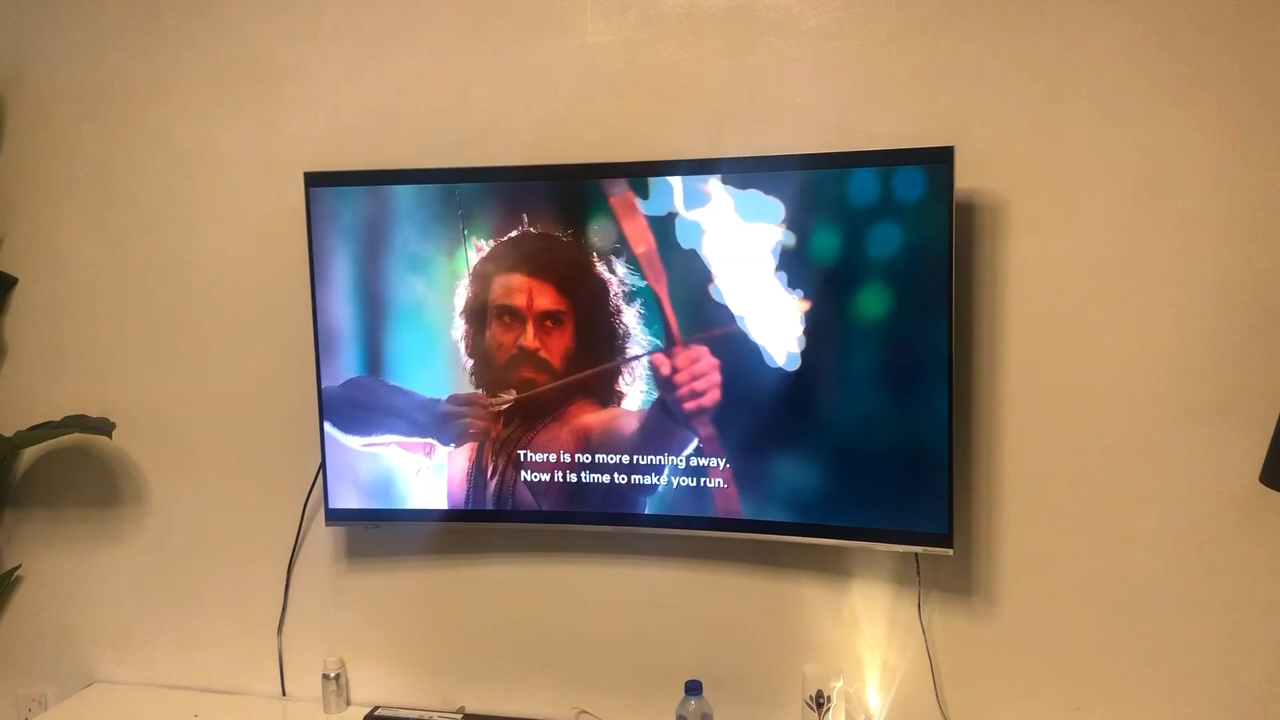 There is no more running away.
Now it is time to make you run.